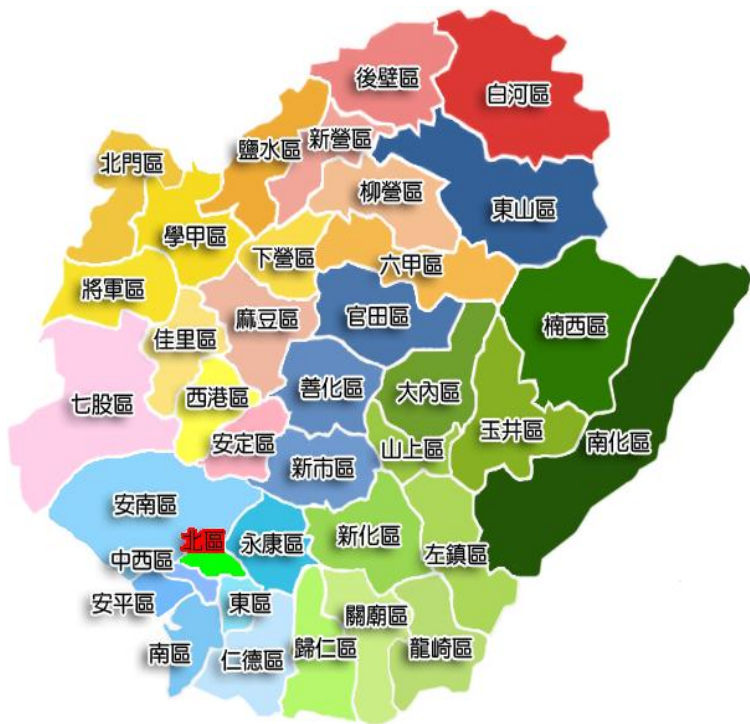 後壁區
白河區
新營區
鹽水區
北門區
柳營區
東山區
學甲區
下營區
六甲區
將軍區
麻豆區
官田區
楠西區
佳里區
七股區
西港區
善化區
大內區
玉井區
南化區
安定區
山上區
新市區
安南區
北區
永康區
新化區
左鎮區
中西區
安平區
東區
關廟區
南區
仁德區
歸仁區
龍崎區